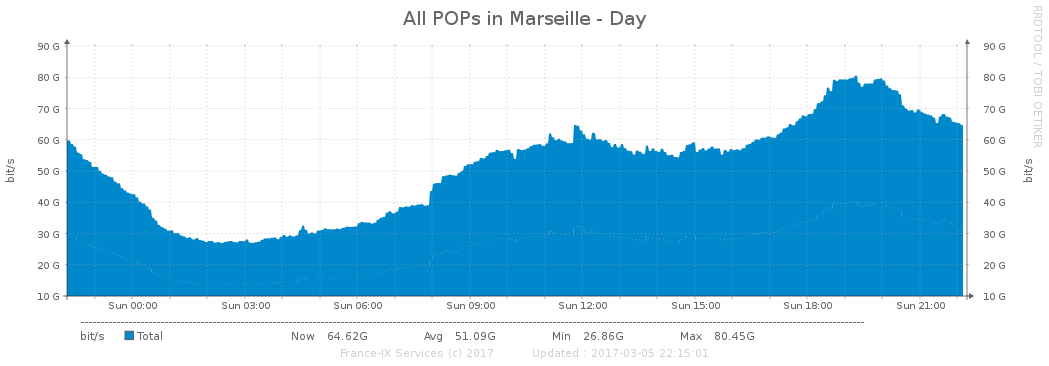 All POPs in Marseille - Day
RRDTOOL / TOBI OETIKER
90 G 90 G
80 G 80 G
70 G 70 G
60 G 60 G
50 G 50 G
40 G 40 G
30 G 30 G
20 G 20 G
10 G 10 G
bit/s
bit/s
Sun 00:00 Sun 03:00 Sun 06:00 Sun 09:00 Sun 12:00 Sun 15:00 Sun 18:00 Sun 21:00
bit/s Total Now 64.62G Avg 51.09G Min 26.86G Max 80.45G
France-IX Services (c) 2017 Updated : 2017-03-05 22:15:01